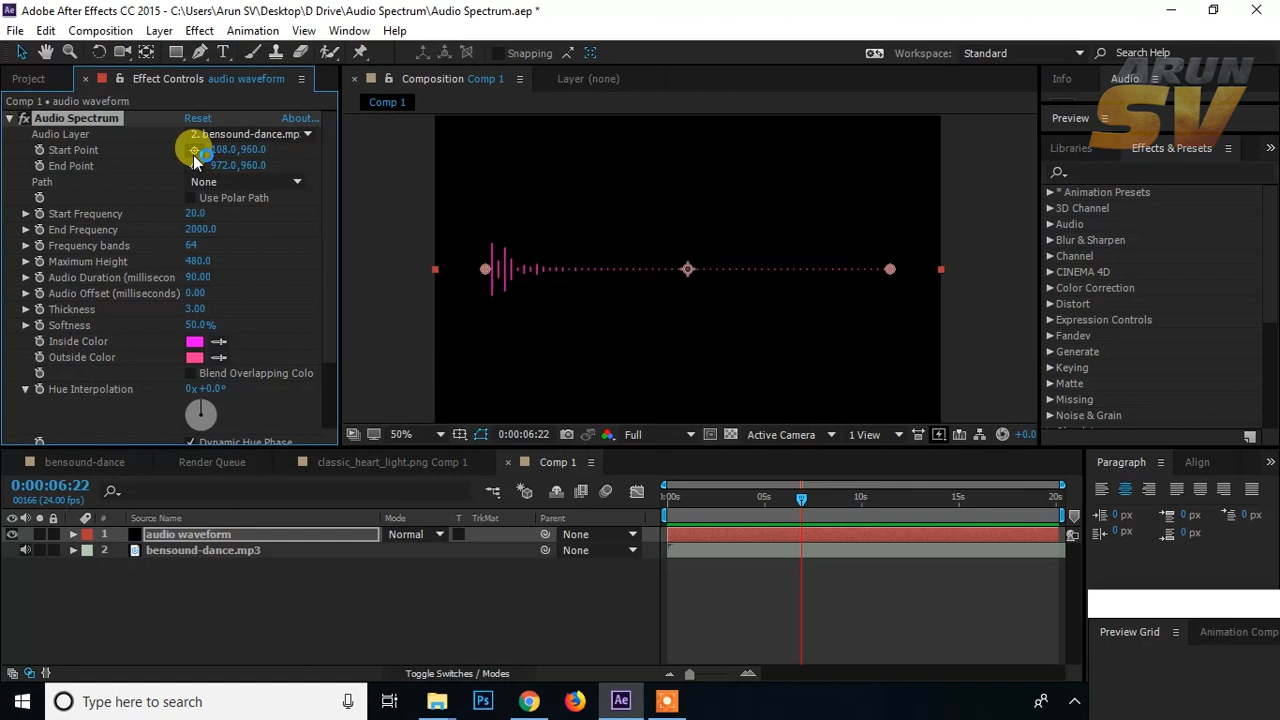 Adobe After Effects CC 2015 - C:\Users\Arun SV\Desktop\D Drive\Audio Spectrum\Audio Spectrum.aep *
File Edit Composition Layer Effect Animation View Window Help
Snapping Workspace: Standard Search Help
Project Effect Controls audio waveform Composition Comp 1 Layer (none) Info Audio
ARUN SV
Comp 1 • audio waveform Comp 1
Audio Spectrum Reset About... Preview
Audio Layer 2. bensound-dance.mp
Start Point 108.0,960.0 Libraries Effects & Presets
End Point 972.0,960.0
Path None * Animation Presets
Use Polar Path 3D Channel
Start Frequency 20.0 Audio
End Frequency 2000.0 Blur & Sharpen
Frequency bands 64 Channel
Maximum Height 480.0 CINEMA 4D
Audio Duration (millisecon 90.00 Color Correction
Audio Offset (milliseconds) 0.00 Distort
Thickness 3.00 Expression Controls
Softness 50.0% Fandev
Inside Color Generate
Outside Color Keying
Blend Overlapping Colo Matte
Hue Interpolation 0x+0.0° Missing
Noise & Grain
Dynamic Hue Phase 50% 0:00:06:22 Full Active Camera 1 View +0.0
bensound-dance Render Queue classic_heart_light.png Comp 1 Comp 1 Paragraph Align
0:00:06:22
00166 (24.00 fps) :00s 05s 10s 15s 20s
# Source Name Mode T TrkMat Parent 0 px 0 px 0 px
1 audio waveform Normal None 0 px 0 px
2 bensound-dance.mp3 None
Preview Grid Animation Comp
Toggle Switches / Modes
Type here to search Ps Ae